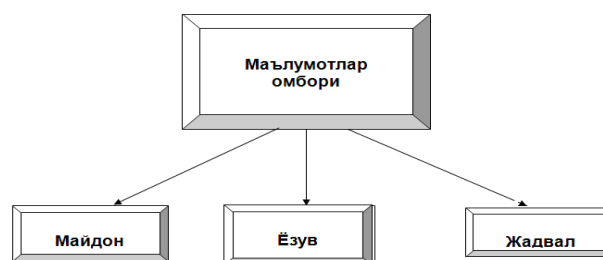 Маълумотлар
омбори
Майдон
Ёзув
Жадвал